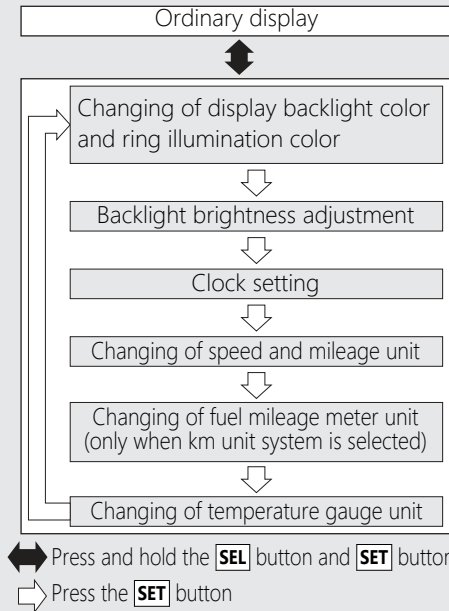 Ordinary display
Changing of display backlight color
and ring illumination color
Backlight brightness adjustment
Clock setting
Changing of speed and mileage unit
Changing of fuel mileage meter unit
(only when km unit system is selected)
Changing of temperature gauge unit
Press and hold the SEL button and SET button
Press the SET button